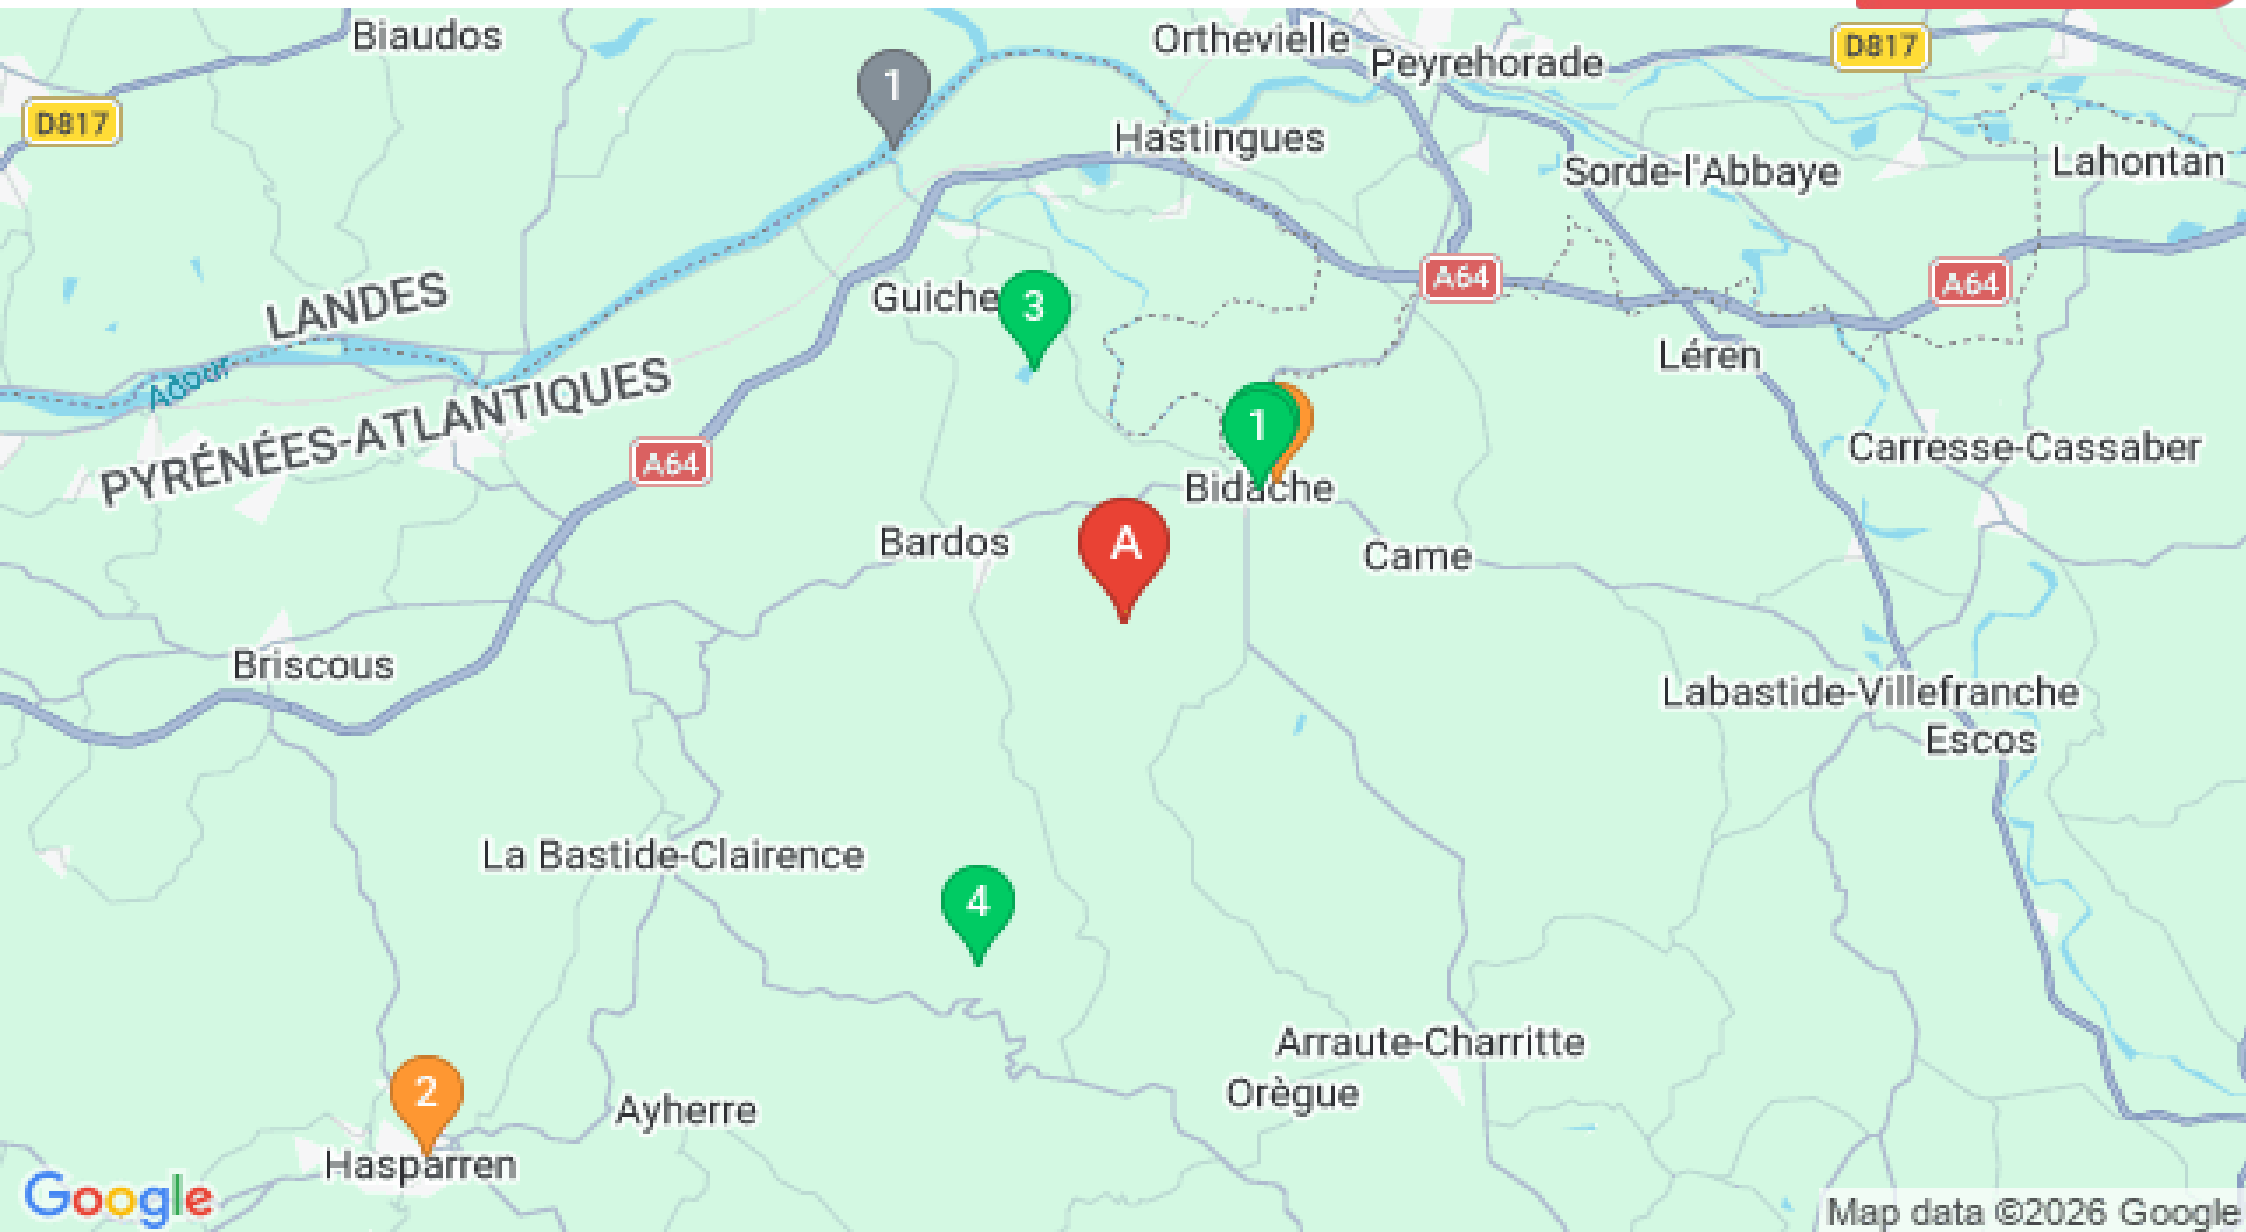 Biaudos
Orthevielle
Peyrehorade
D817
D817
1
Hastingues
Sorde-l'Abbaye
Lahontan
LANDES
Guiche
3
A64
A64
Adour
PYRÉNÉES-ATLANTIQUES
Léren
A64
1
Bidache
Carresse-Cassaber
Bardos
A
Came
Briscous
Labastide-Villefranche
Escos
La Bastide-Clairence
4
Arraute-Charritte
Orègue
2
Ayherre
Hasparren
Google
Map data ©2026 Google